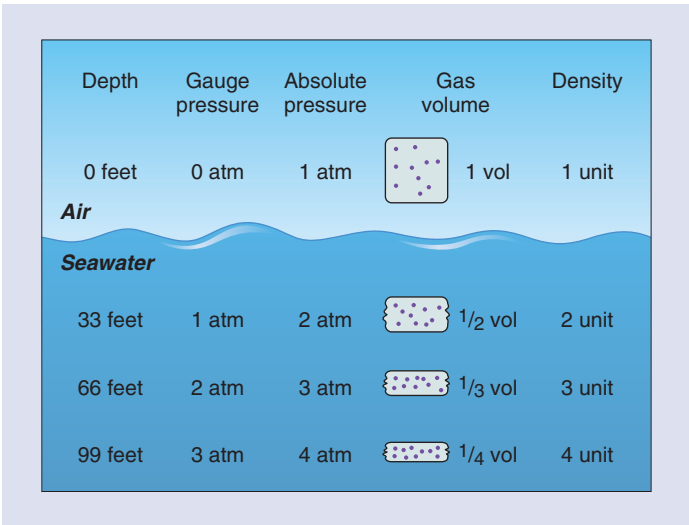 Depth Gauge pressure Absolute pressure Gas volume Density
0 feet 0 atm 1 atm 1 vol 1 unit
Air
Seawater
33 feet 1 atm 2 atm 1/2 vol 2 unit
66 feet 2 atm 3 atm 1/3 vol 3 unit
99 feet 3 atm 4 atm 1/4 vol 4 unit